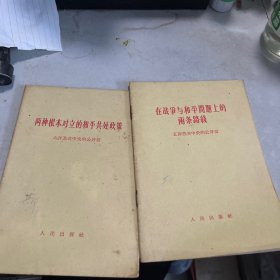 两种根本对立的和平共处政策
六评苏共中央的公开信
人民出版社
在战争与和平问题上的
两条路线
五评苏共中央的公开信
人民出版社